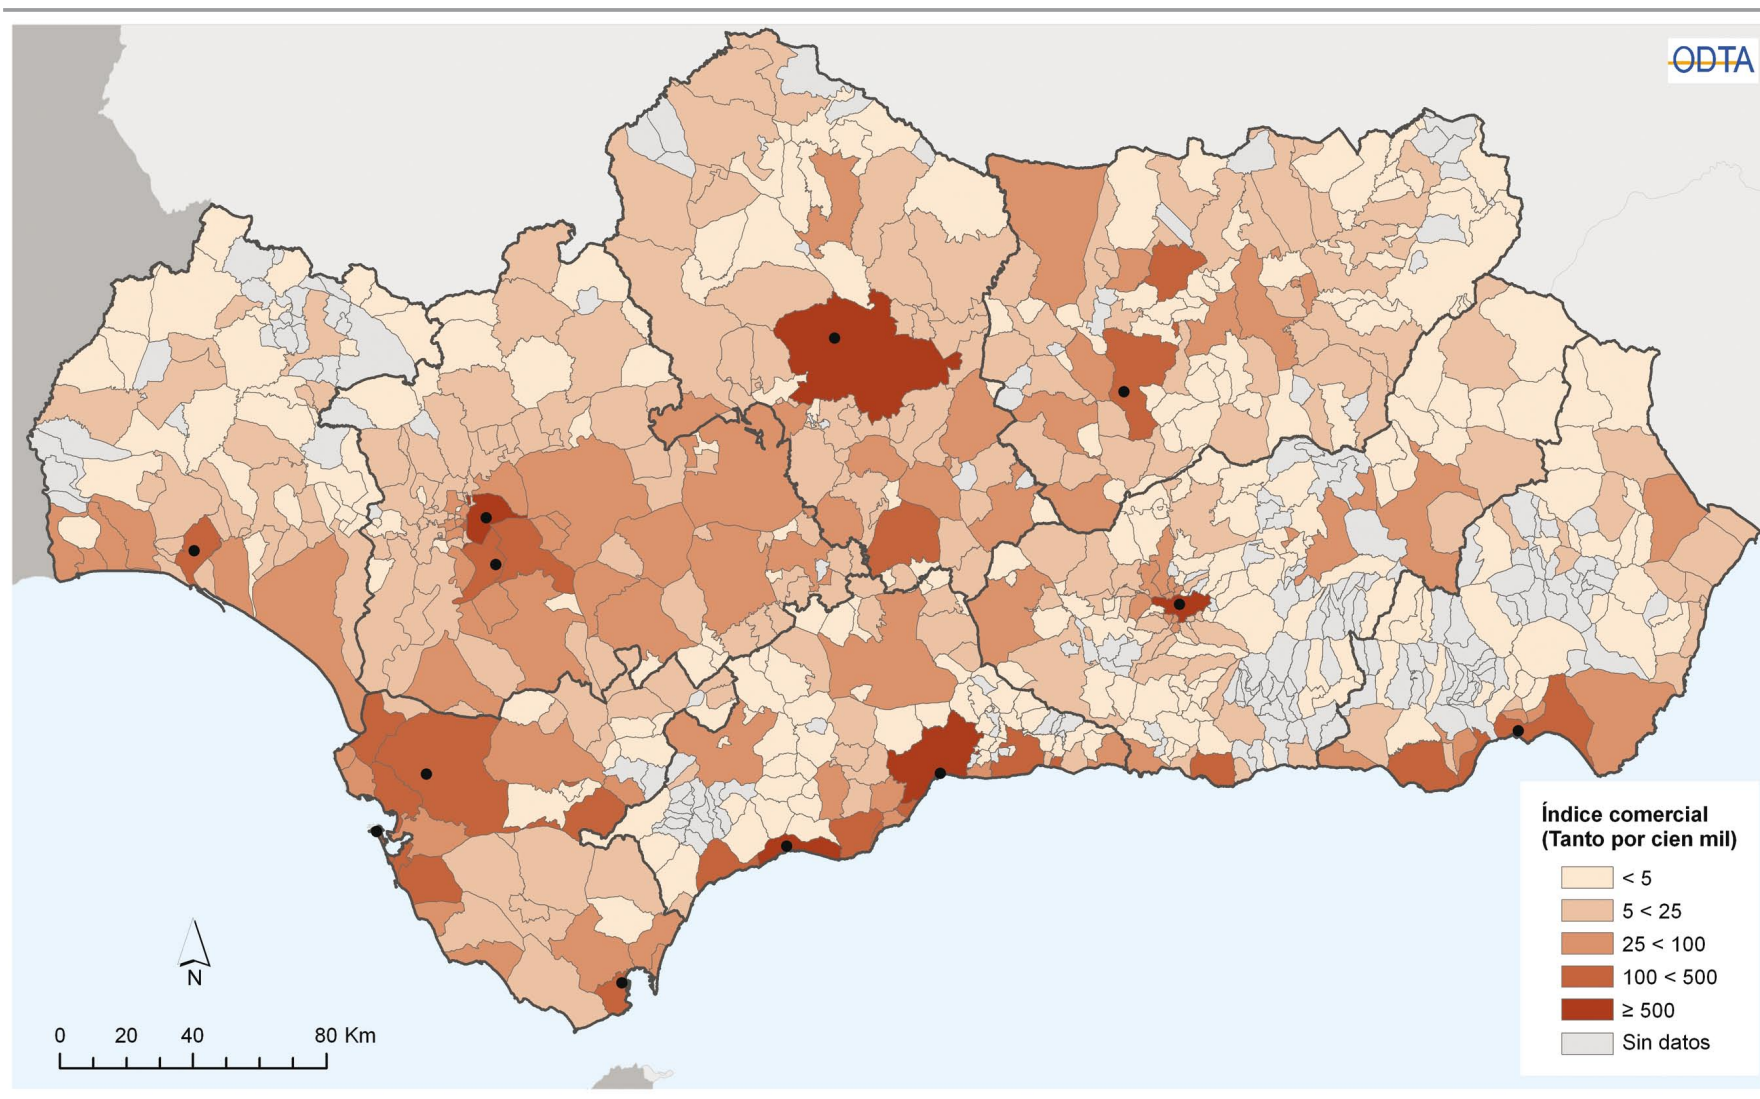 ODTA
Índice comercial
(Tanto por cien mil)
< 5
5 < 25
25 < 100
100 < 500
≥ 500
Sin datos
N
0 20 40 80 Km